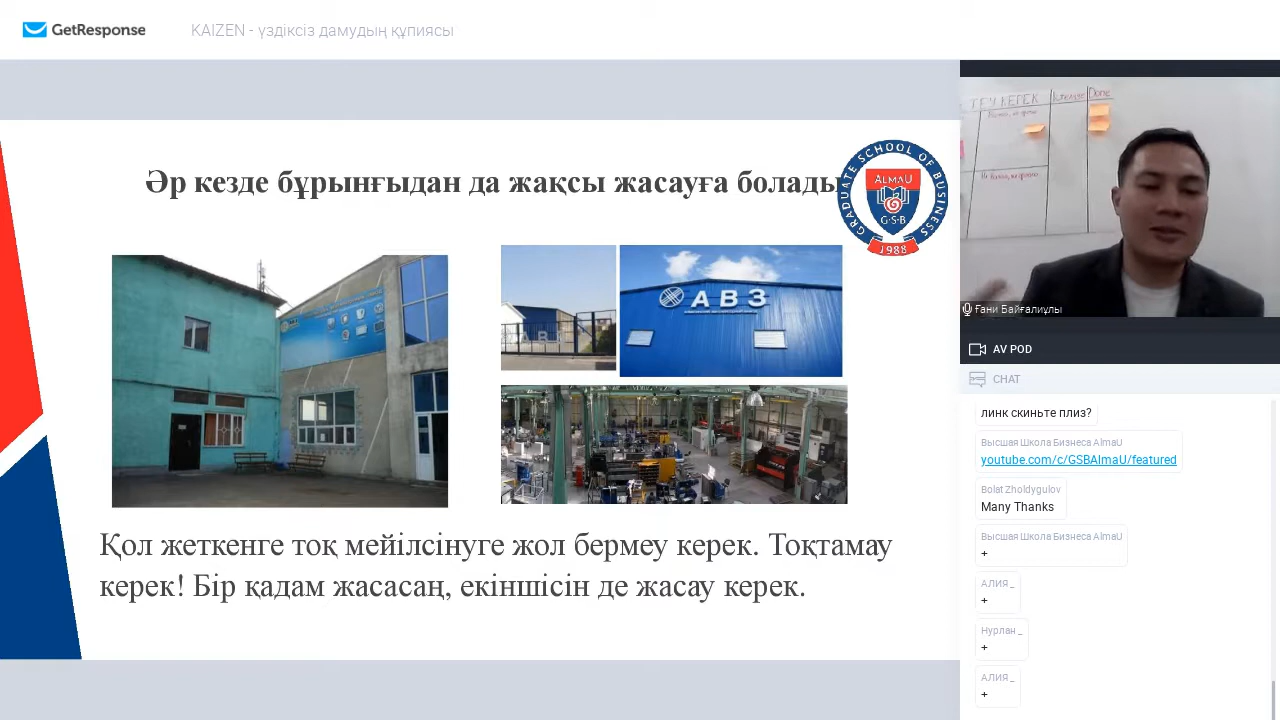 GetResponse
KAIZEN - үздіксіз дамудың құпиясы
Әр кезде бұрынғыдан да жақсы жасауға болады
GRADUATE SCHOOL OF BUSINESS
ALMAU
G·S·B
1988
АВЗ
Қол жеткенге тоқ мейілсінуге жол бермеу керек. Тоқтамау
керек! Бір қадам жасасаң, екіншісін де жасау керек.
КЕРЕК
Done
Ғани Байғалиұлы
AV POD
CHAT
линк скиньте плиз?
Высшая Школа Бизнеса AlmaU
youtube.com/c/GSBAlmaU/featured
Bolat Zholdygulov
Many Thanks
Высшая Школа Бизнеса AlmaU
+
АЛИЯ _
+
Нурлан _
+
АЛИЯ _
+